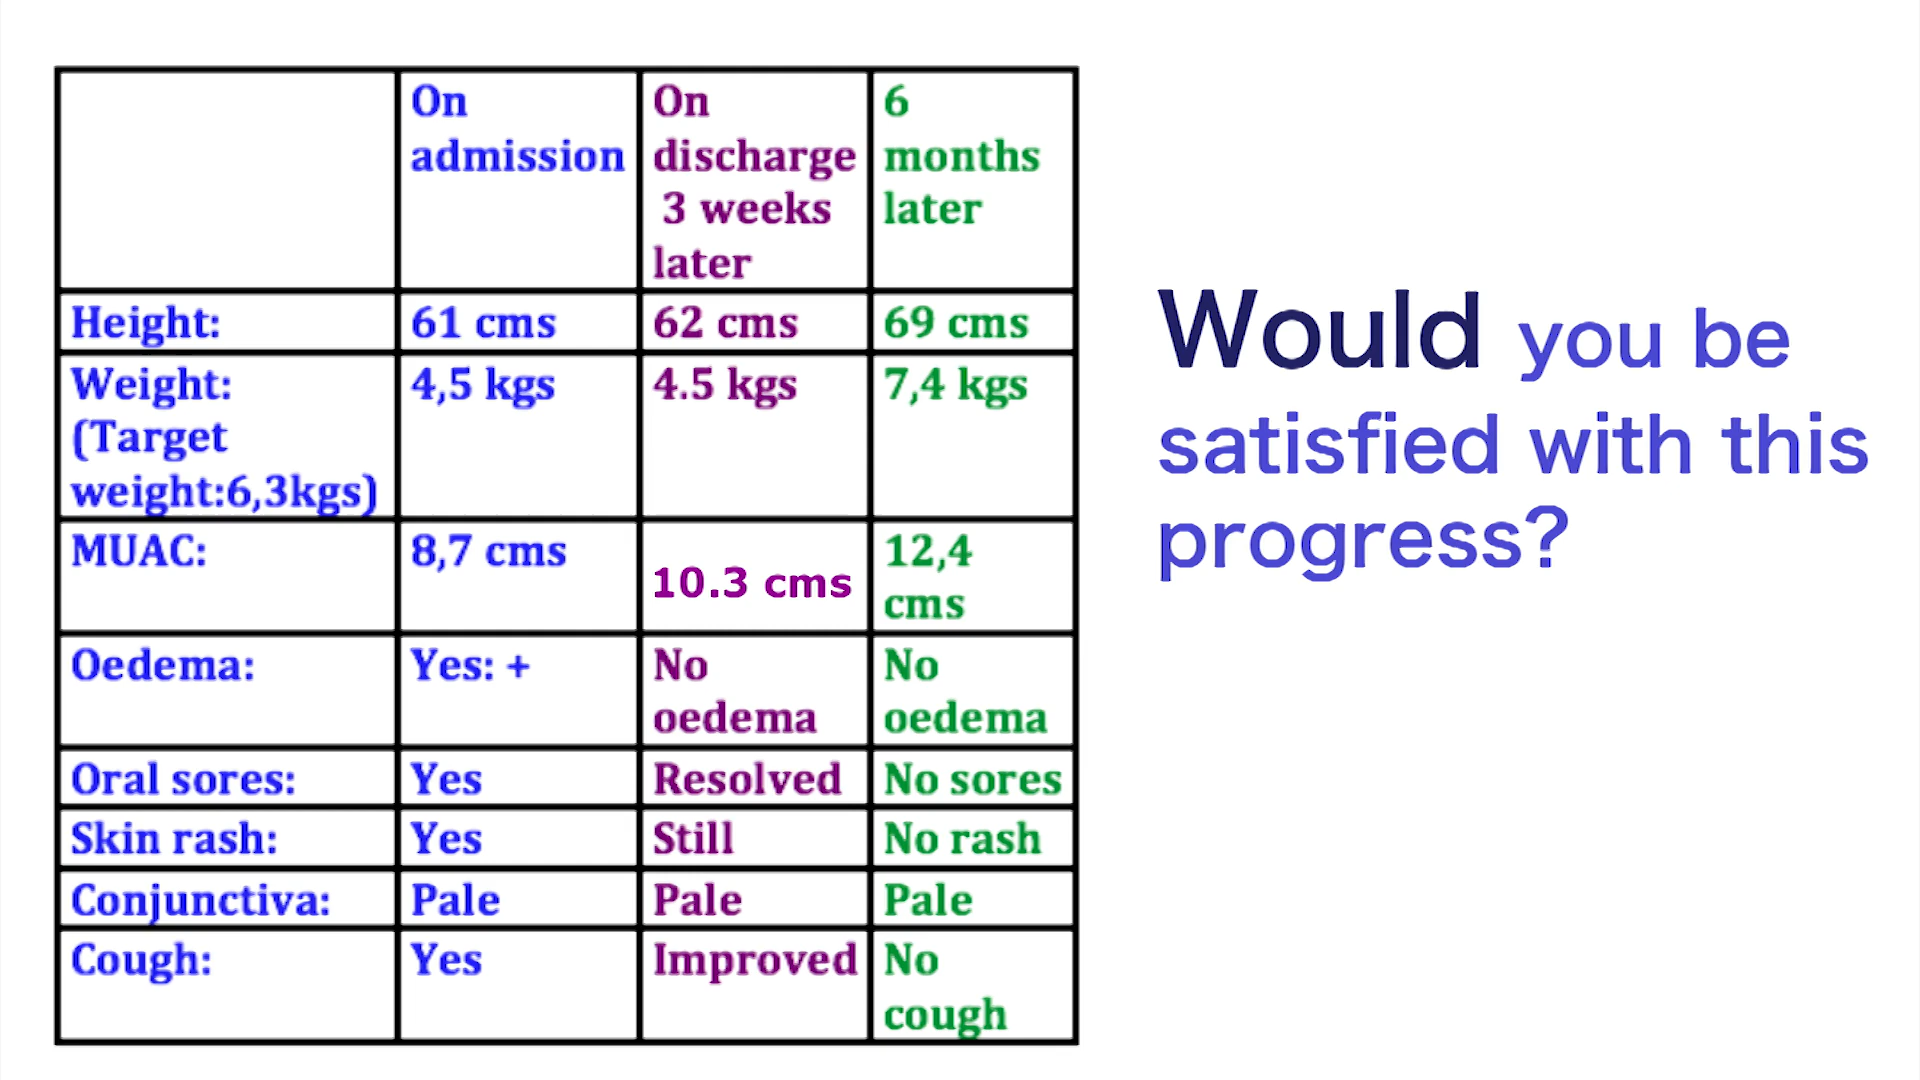 On admission
On discharge 3 weeks later
6 months later
Height: 61 cms 62 cms 69 cms
Weight: (Target weight:6,3kgs) 4,5 kgs 4.5 kgs 7,4 kgs
MUAC: 8,7 cms 10.3 cms 12,4 cms
Oedema: Yes: + No oedema No oedema
Oral sores: Yes Resolved No sores
Skin rash: Yes Still No rash
Conjunctiva: Pale Pale Pale
Cough: Yes Improved No cough
Would you be
satisfied with this
progress?